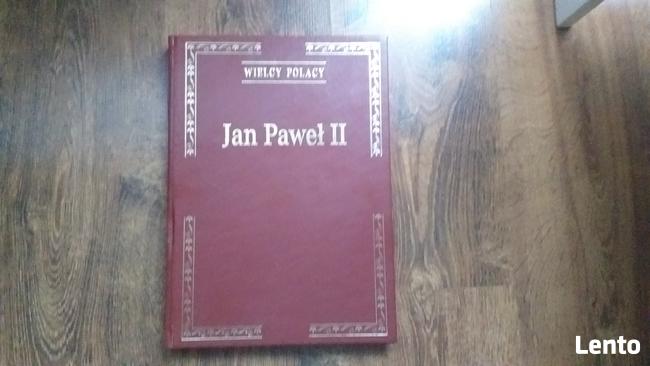 WIELCY POLACY
Jan Paweł II
Lento